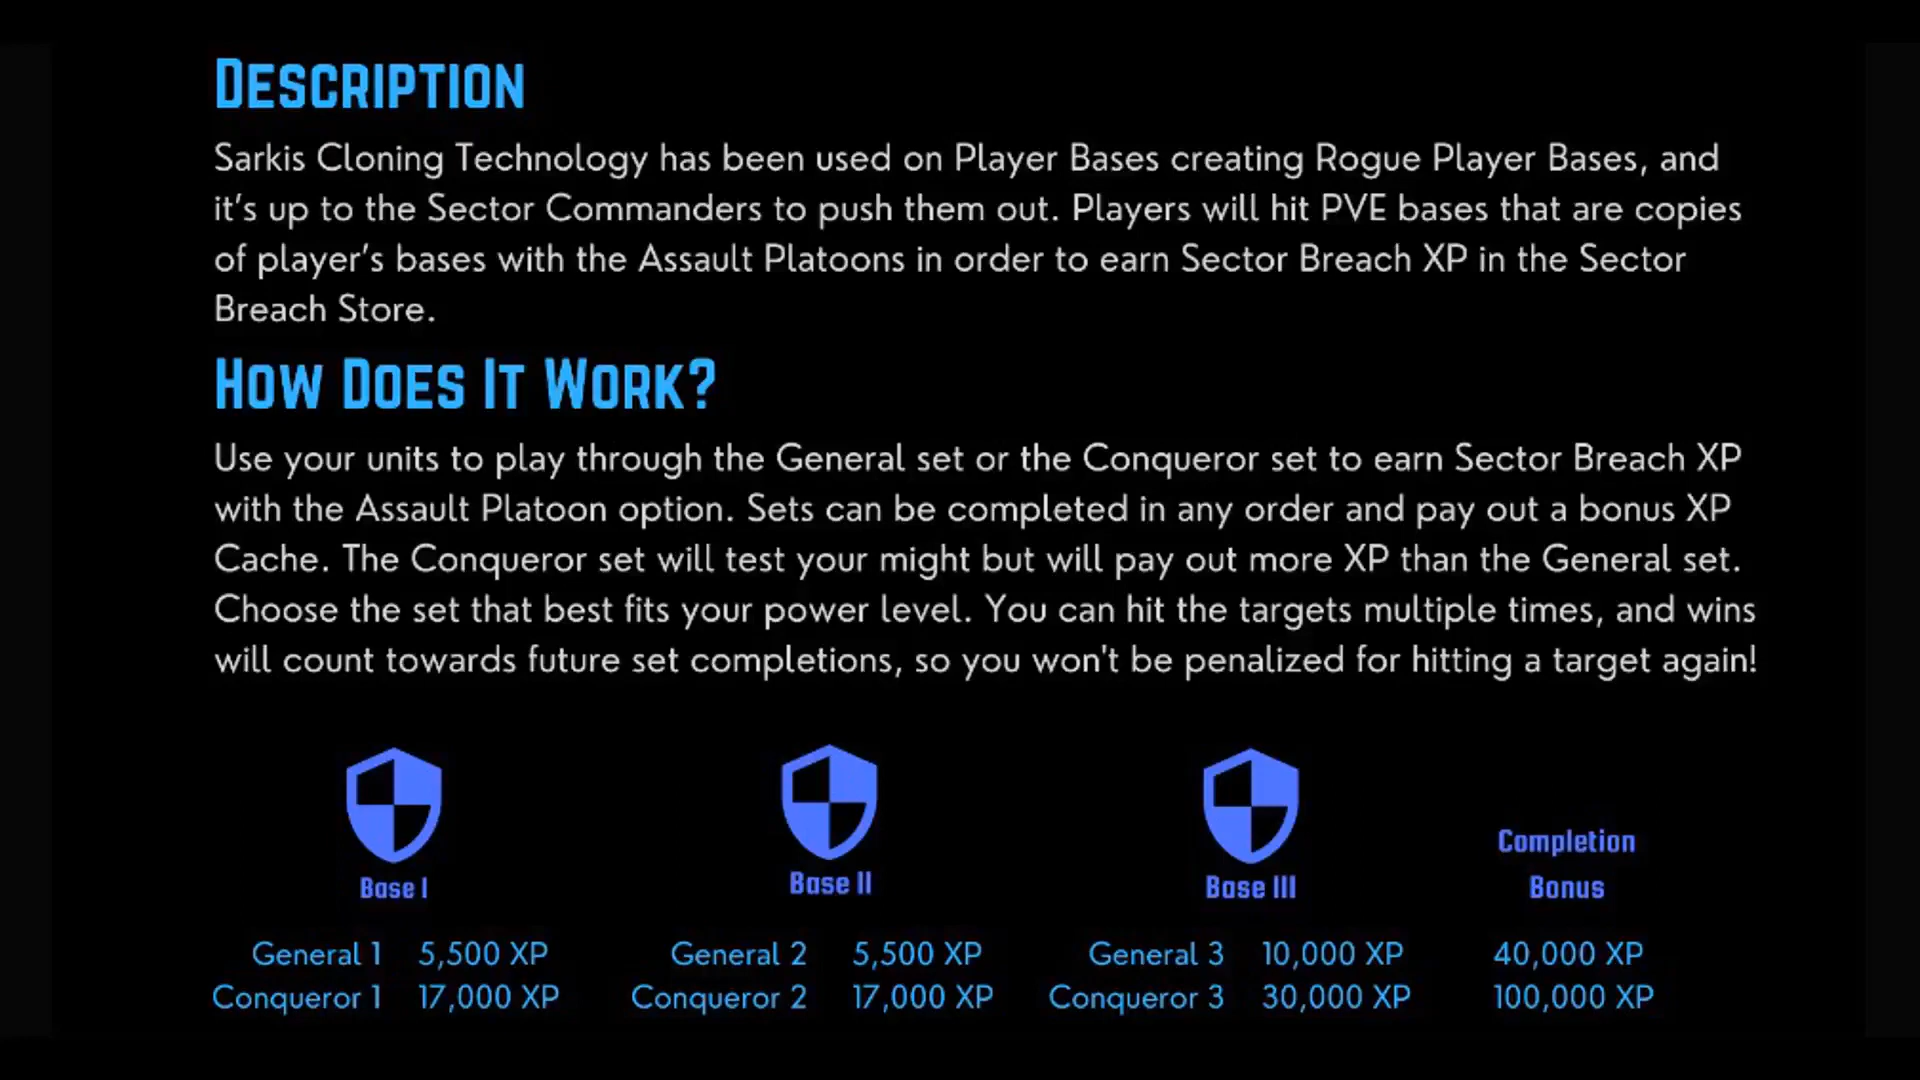 DESCRIPTION
Sarkis Cloning Technology has been used on Player Bases creating Rogue Player Bases, and
it's up to the Sector Commanders to push them out. Players will hit PVE bases that are copies
of player's bases with the Assault Platoons in order to earn Sector Breach XP in the Sector
Breach Store.
HOW DOES IT WORK?
Use your units to play through the General set or the Conqueror set to earn Sector Breach XP
with the Assault Platoon option. Sets can be completed in any order and pay out a bonus XP
Cache. The Conqueror set will test your might but will pay out more XP than the General set.
Choose the set that best fits your power level. You can hit the targets multiple times, and wins
will count towards future set completions, so you won't be penalized for hitting a target again!
Base I
Base II
Base III
Completion
Bonus
General 1 5,500 XP General 2 5,500 XP General 3 10,000 XP 40,000 XP
Conqueror 1 17,000 XP Conqueror 2 17,000 XP Conqueror 3 30,000 XP 100,000 XP